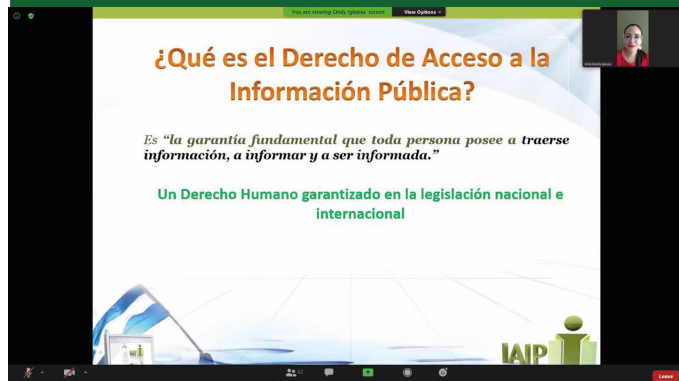 You are viewing Cindy Iglesias' screen
View Options
¿Qué es el Derecho de Acceso a la
Información Pública?
Es “la garantía fundamental que toda persona posee a traerse
información, a informar y a ser informada.”
Un Derecho Humano garantizado en la legislación nacional e
internacional
IAIP
52
Leave